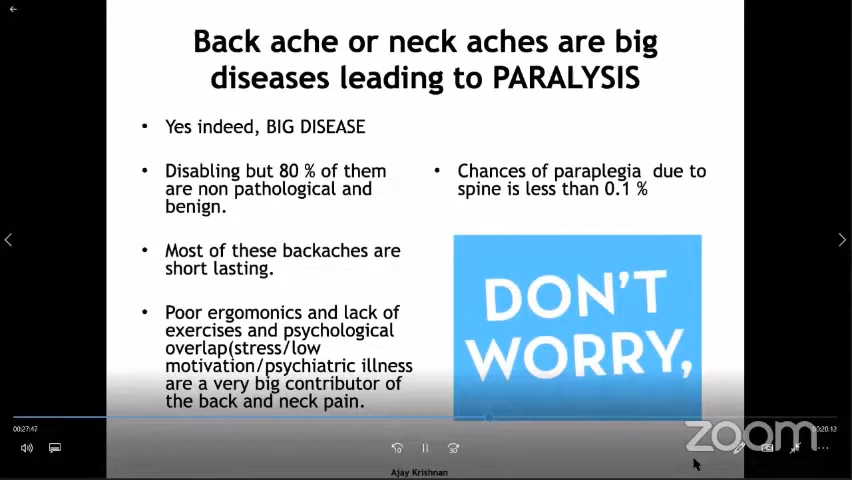 Back ache or neck aches are big
diseases leading to PARALYSIS
• Yes indeed, BIG DISEASE
• Disabling but 80 % of them
are non pathological and
benign.
• Most of these backaches are
short lasting.
• Poor ergomonics and lack of
exercises and psychological
overlap(stress/low
motivation/psychiatric illness
are a very big contributor of
the back and neck pain.
• Chances of paraplegia due to
spine is less than 0.1 %
DON'T
WORRY,
00:27:47
00:20:12
zoom
10
30
Ajay Krishnan